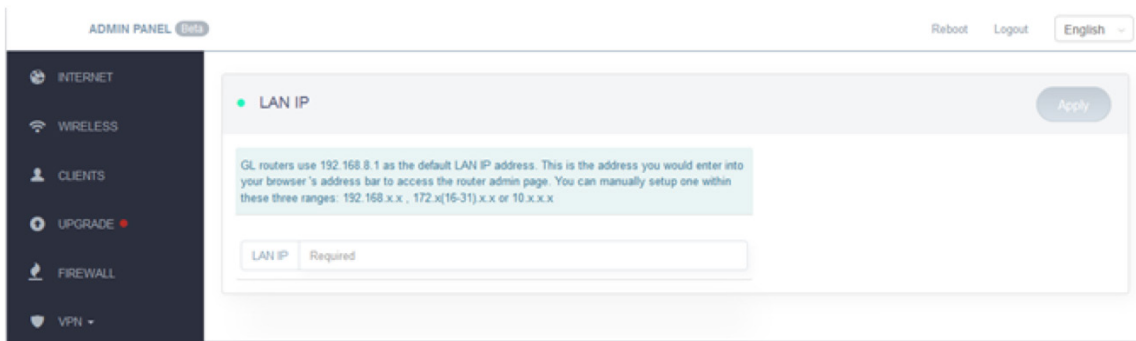 ADMIN PANEL Beta
Reboot Logout English
INTERNET
WIRELESS
CLIENTS
UPGRADE
FIREWALL
VPN
LAN IP
Apply
GL routers use 192.168.8.1 as the default LAN IP address. This is the address you would enter into
your browser 's address bar to access the router admin page. You can manually setup one within
these three ranges: 192.168.x.x , 172.x(16-31).x.x or 10.x.x.x
LAN IP Required